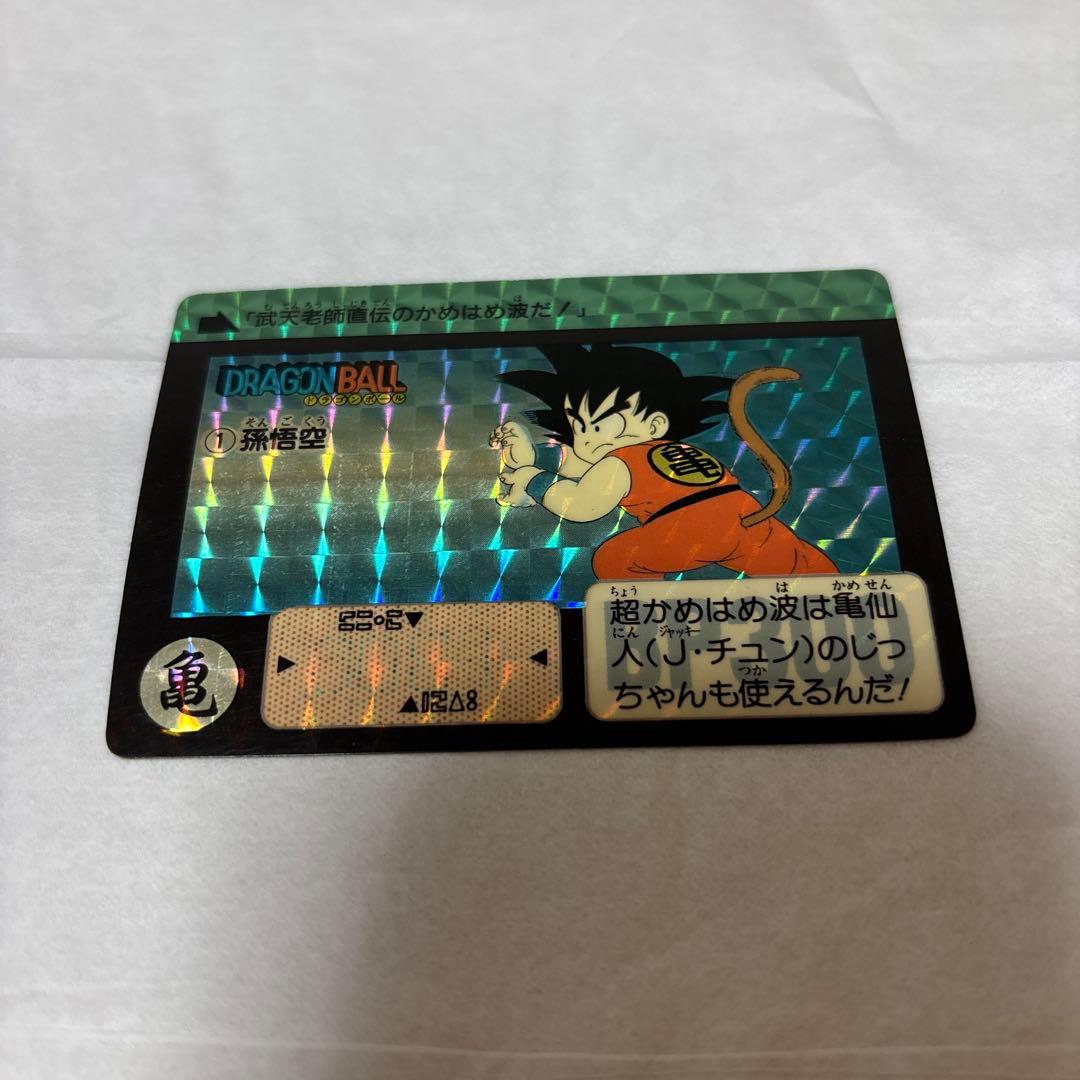 「武天老師直伝のかめはめ波だ!」
DRAGON BALL
ドラゴンボール
① 孫悟空
亀
超かめはめ波は亀仙
人(J・チュン)のじっ
ちゃんも使えるんだ!
亀